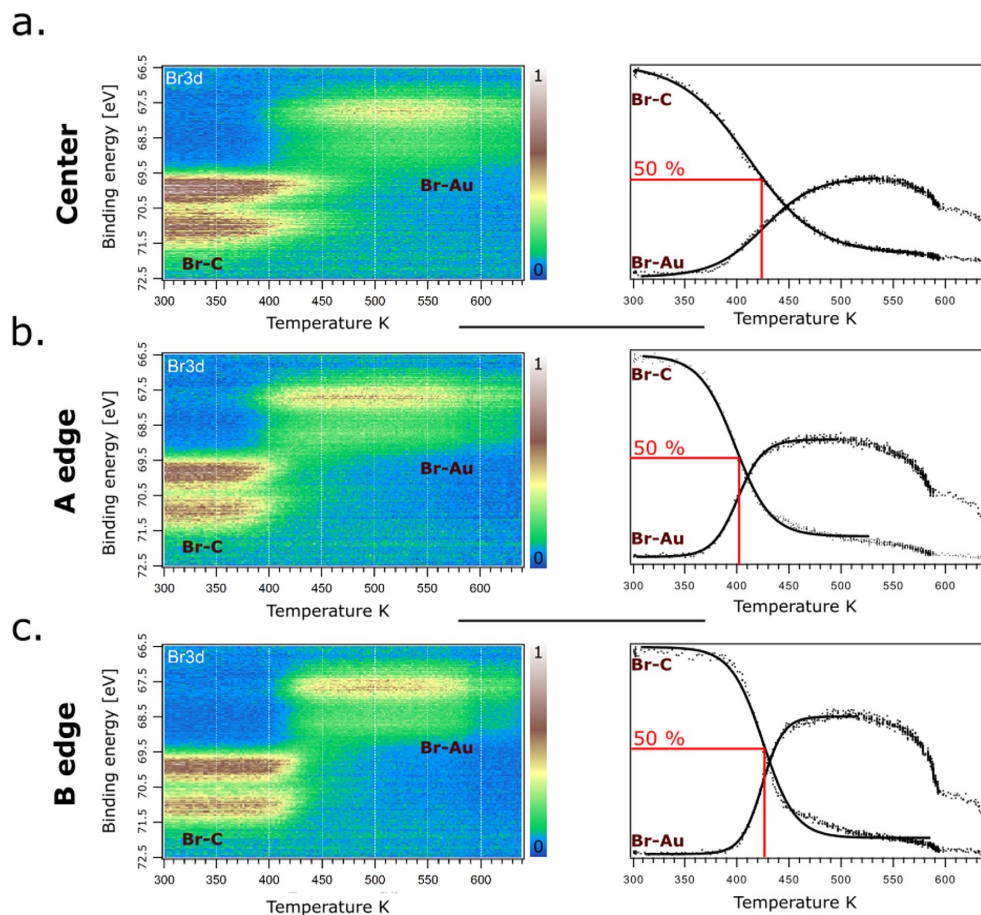 a.
Center
Br3d
Binding energy [eV]
66.5
67.5
68.5
69.5
70.5
71.5
72.5
Br-Au
Br-C
1
0
300 350 400 450 500 550 600
Temperature K
Br-C
50 %
Br-Au
300 350 400 450 500 550 600
Temperature K
b.
A edge
Br3d
Binding energy [eV]
66.5
67.5
68.5
69.5
70.5
71.5
72.5
Br-Au
Br-C
1
0
300 350 400 450 500 550 600
Temperature K
Br-C
50 %
Br-Au
300 350 400 450 500 550 600
Temperature K
c.
B edge
Br3d
Binding energy [eV]
66.5
67.5
68.5
69.5
70.5
71.5
72.5
Br-Au
Br-C
1
0
300 350 400 450 500 550 600
Br-C
50 %
Br-Au
300 350 400 450 500 550 600
Temperature K